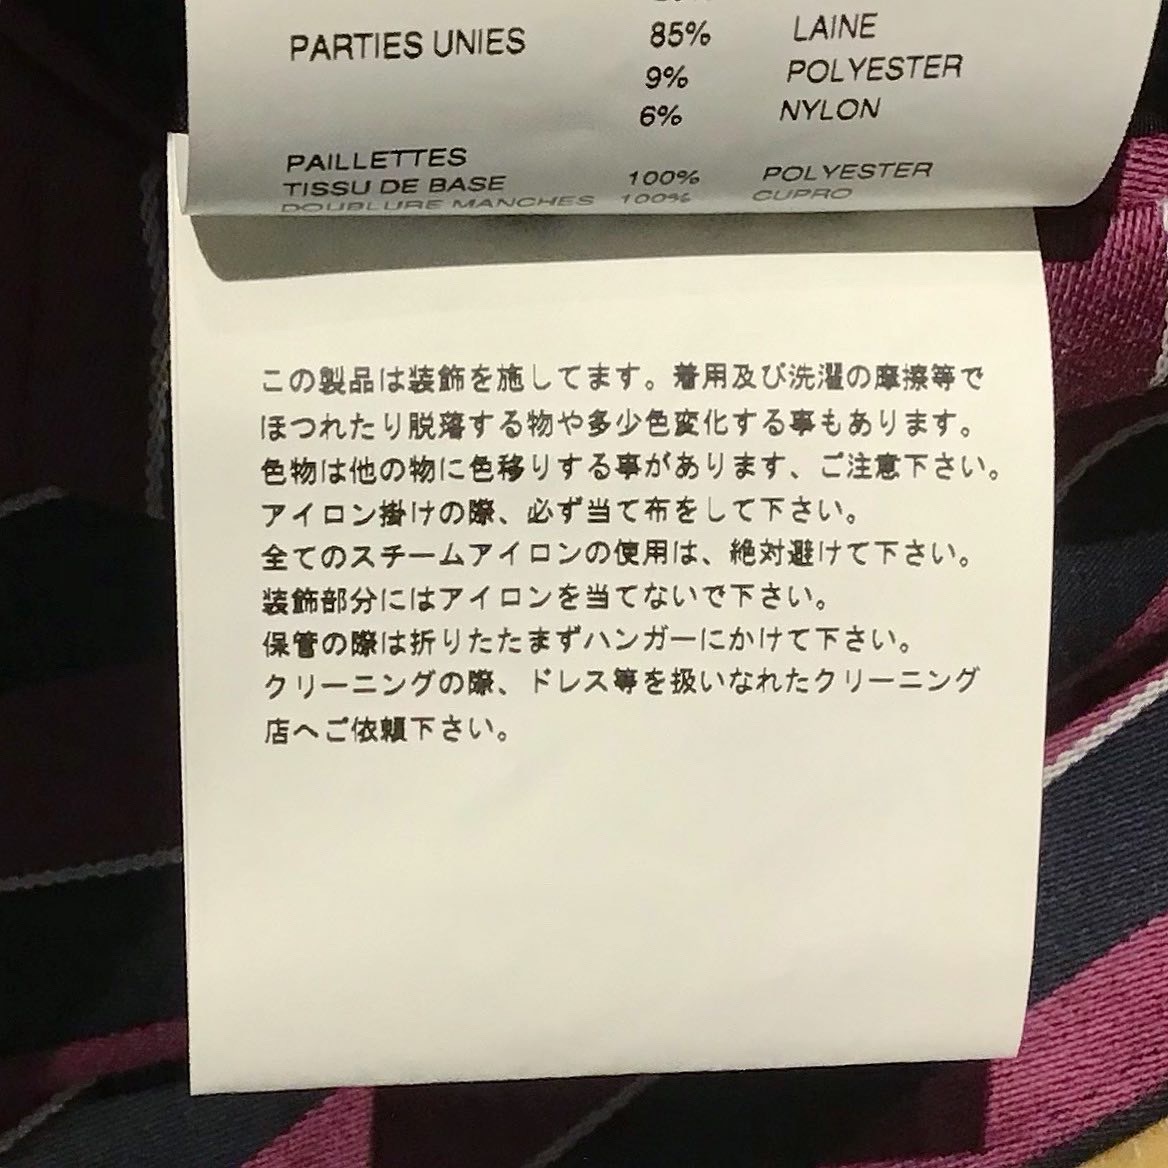 PARTIES UNIES 85% LAINE
9% POLYESTER
6% NYLON
PAILLETTES
TISSU DE BASE 100% POLYESTER
DOUBLURE MANCHES 100% CUPRO
この製品は装飾を施してます。着用及び洗濯の摩擦等で
ほつれたり脱落する物や多少色変化する事もあります。
色物は他の物に色移りする事があります、ご注意下さい。
アイロン掛けの際、必ず当て布をして下さい。
全てのスチームアイロンの使用は、絶対避けて下さい。
装飾部分にはアイロンを当てないで下さい。
保管の際は折りたたまずハンガーにかけて下さい。
クリーニングの際、ドレス等を扱いなれたクリーニング
店へご依頼下さい。